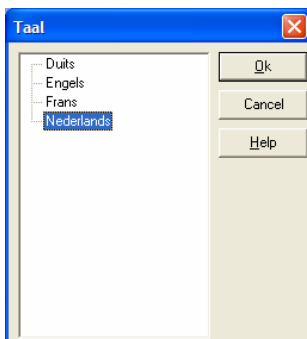 Taal
Duits
Engels
Frans
Nederlands
Ok
Cancel
Help